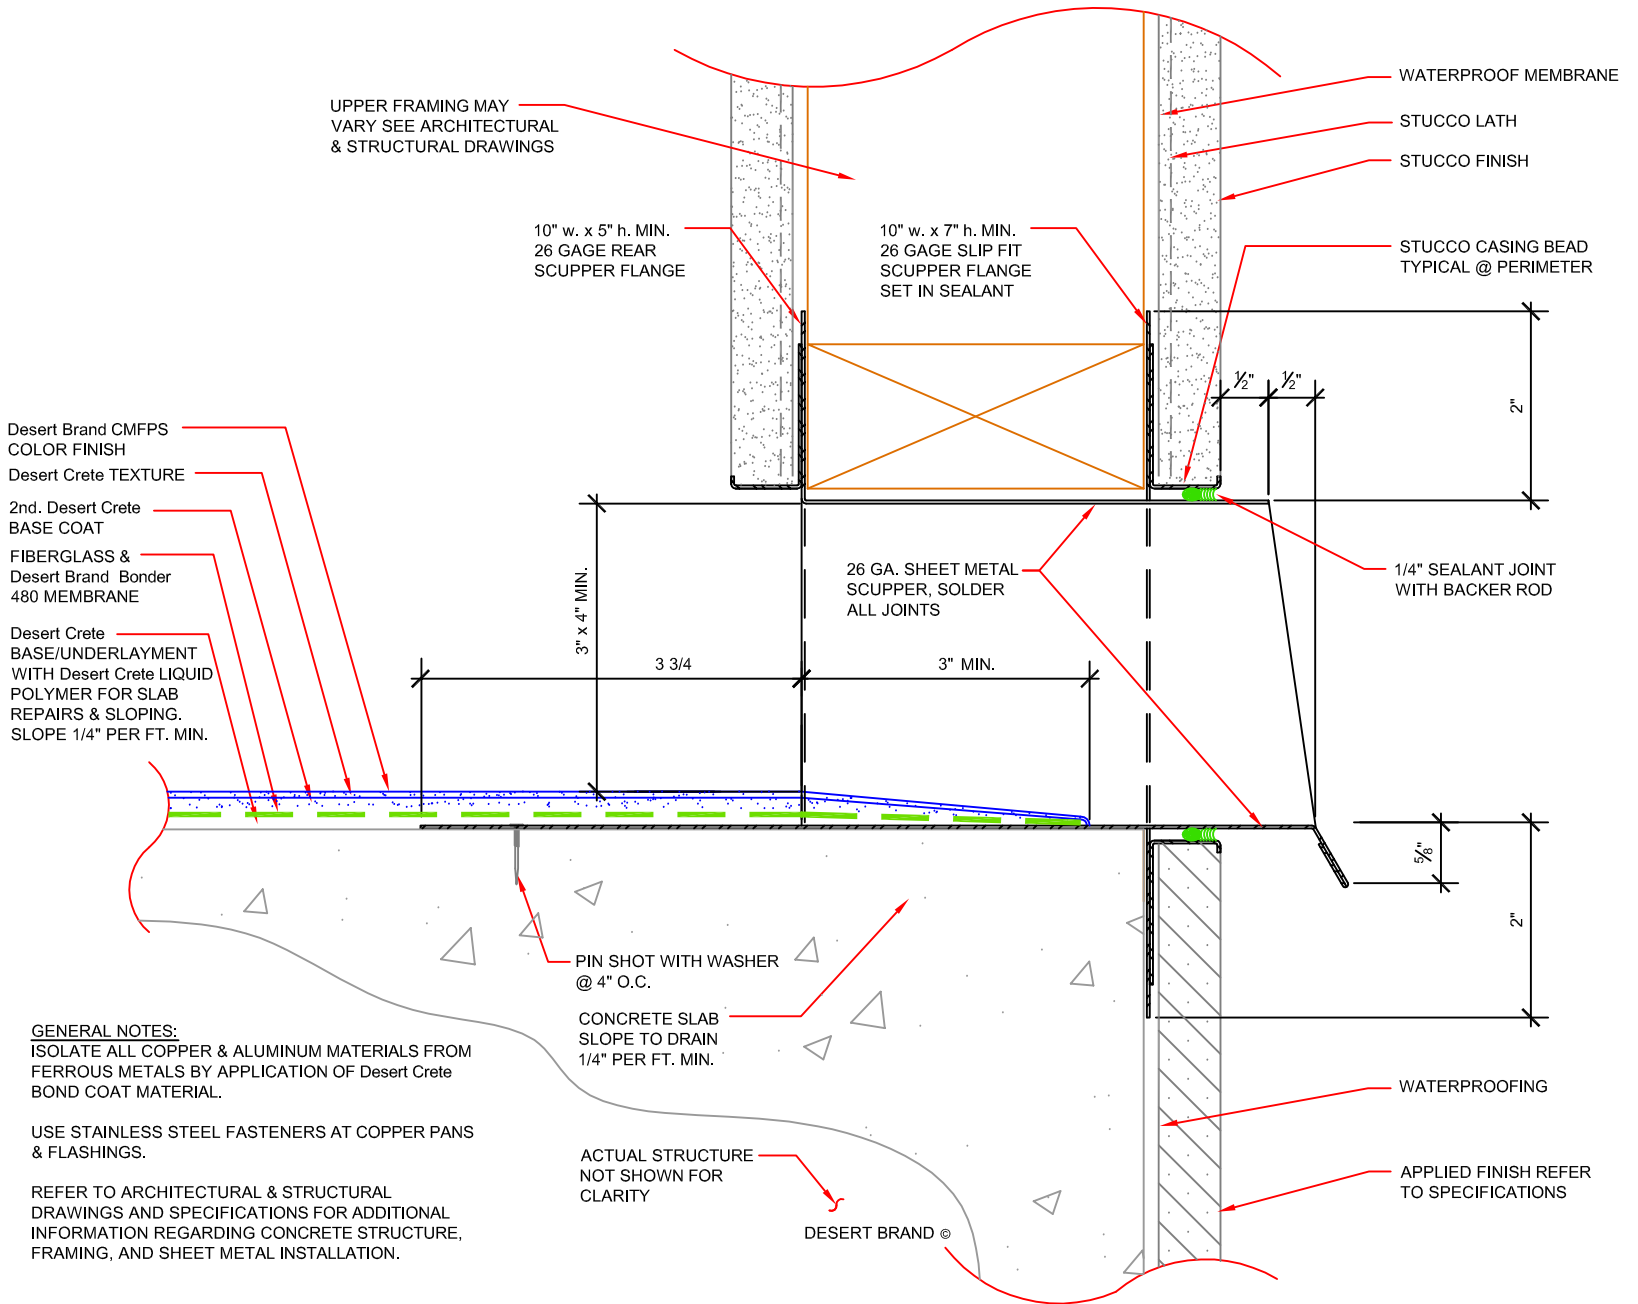 UPPER FRAMING MAY
VARY SEE ARCHITECTURAL
& STRUCTURAL DRAWINGS
WATERPROOF MEMBRANE
STUCCO LATH
STUCCO FINISH
10" w. x 5" h. MIN.
26 GAGE REAR
SCUPPER FLANGE
10" w. x 7" h. MIN.
26 GAGE SLIP FIT
SCUPPER FLANGE
SET IN SEALANT
STUCCO CASING BEAD
TYPICAL @ PERIMETER
½"
½"
2"
Desert Brand CMFPS
COLOR FINISH
Desert Crete TEXTURE
2nd. Desert Crete
BASE COAT
FIBERGLASS &
Desert Brand Bonder
480 MEMBRANE
Desert Crete
BASE/UNDERLAYMENT
WITH Desert Crete LIQUID
POLYMER FOR SLAB
REPAIRS & SLOPING.
SLOPE 1/4" PER FT. MIN.
3" x 4" MIN.
26 GA. SHEET METAL
SCUPPER, SOLDER
ALL JOINTS
1/4" SEALANT JOINT
WITH BACKER ROD
3 3/4
3" MIN.
⅝"
2"
PIN SHOT WITH WASHER
@ 4" O.C.
CONCRETE SLAB
SLOPE TO DRAIN
1/4" PER FT. MIN.
GENERAL NOTES:
ISOLATE ALL COPPER & ALUMINUM MATERIALS FROM
FERROUS METALS BY APPLICATION OF Desert Crete
BOND COAT MATERIAL.
USE STAINLESS STEEL FASTENERS AT COPPER PANS
& FLASHINGS.
REFER TO ARCHITECTURAL & STRUCTURAL
DRAWINGS AND SPECIFICATIONS FOR ADDITIONAL
INFORMATION REGARDING CONCRETE STRUCTURE,
FRAMING, AND SHEET METAL INSTALLATION.
ACTUAL STRUCTURE
NOT SHOWN FOR
CLARITY
DESERT BRAND ©
WATERPROOFING
APPLIED FINISH REFER
TO SPECIFICATIONS